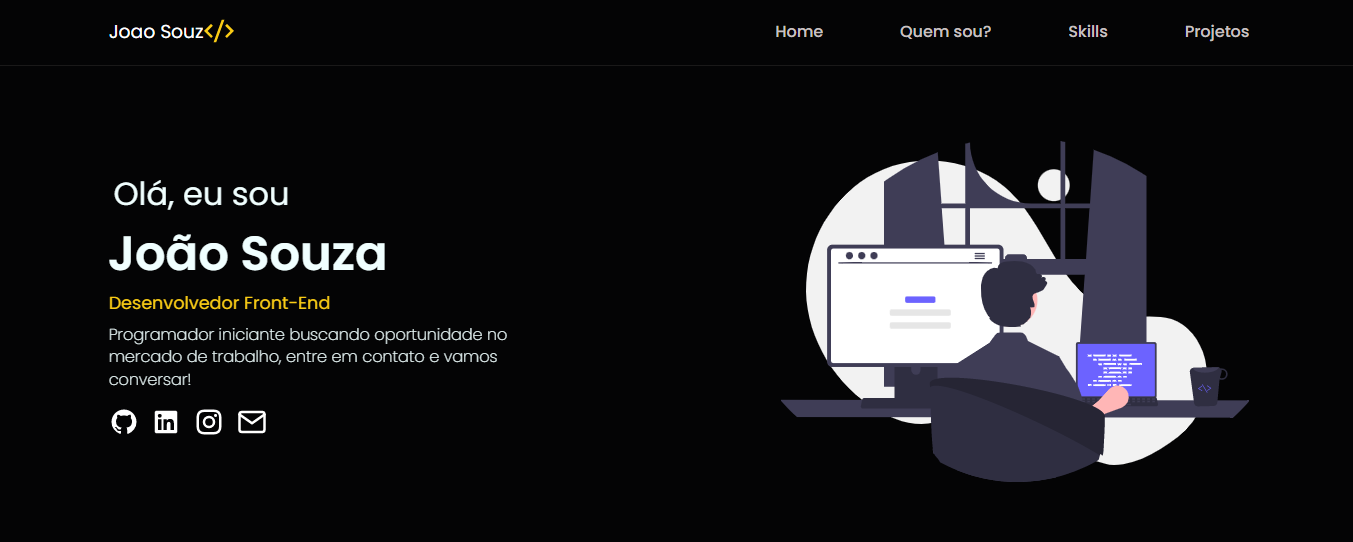 Joao Souz</>
Home Quem sou? Skills Projetos
Olá, eu sou
João Souza
Desenvolvedor Front-End
Programador iniciante buscando oportunidade no
mercado de trabalho, entre em contato e vamos
conversar!
in
</>